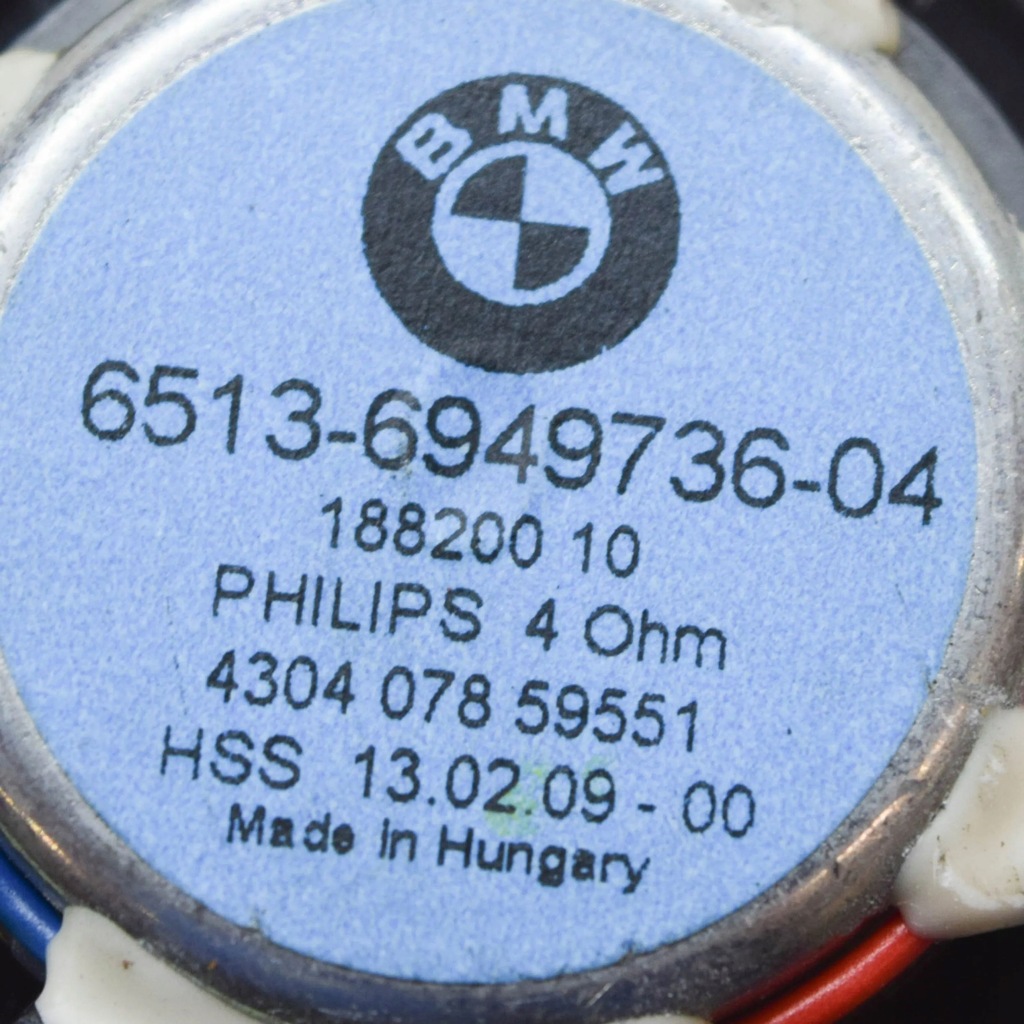 BMW
6513-6949736-04
188200 10
PHILIPS 4 Ohm
4304 078 59551
HSS 13.02.09 - 00
Made in Hungary